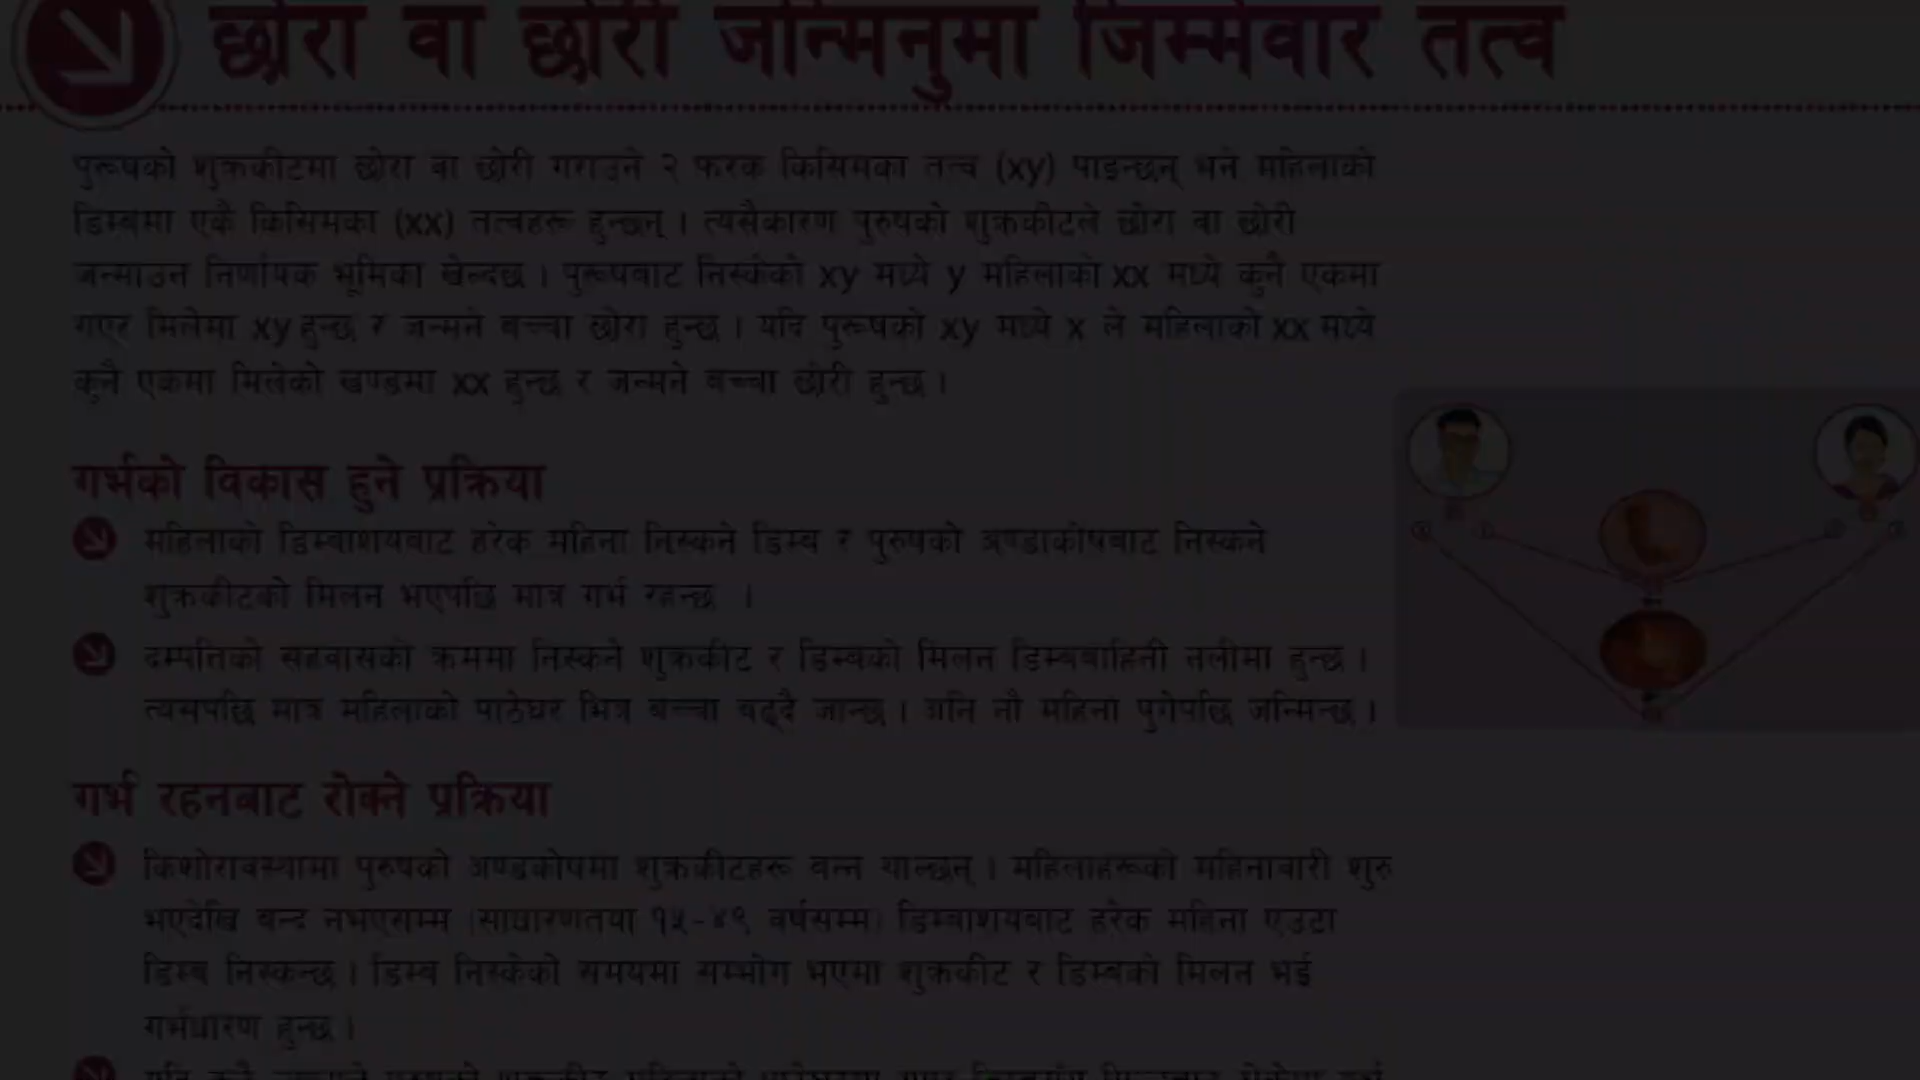 छोरा वा छोरी जन्मिनुमा जिम्मेवार तत्व
पुरूषको शुक्रकीटमा छोरा वा छोरी गराउने २ फरक किसिमका तत्व (xy) पाइन्छन् भने महिलाको
डिम्बमा एकै किसिमका (xx) तत्वहरू हुन्छन् । त्यसैकारण पुरुषको शुक्रकीटले छोरा वा छोरी
जन्माउन निर्णायक भूमिका खेल्दछ । पुरूषबाट निस्केको xy मध्ये y महिलाको xx मध्ये कुनै एकमा
गएर मिलेमा xy हुन्छ र जन्मने बच्चा छोरा हुन्छ । यदि पुरूषको xy मध्ये x ले महिलाको xx मध्ये
कुनै एकमा मिलेको खण्डमा xx हुन्छ र जन्मने बच्चा छोरी हुन्छ ।
गर्भको विकास हुने प्रक्रिया
महिलाको डिम्बाशयबाट हरेक महिना निस्कने डिम्ब र पुरुषको अण्डाकोषबाट निस्कने
शुक्रकीटको मिलन भएपछि मात्र गर्भ रहन्छ ।
दम्पतिको सहवासको क्रममा निस्कने शुक्रकीट र डिम्बको मिलन डिम्बबाहिनी नलीमा हुन्छ ।
त्यसपछि मात्र महिलाको पाठेघर भित्र बच्चा बढ्दै जान्छ । अनि नौ महिना पुगेपछि जन्मिन्छ ।
गर्भ रहनबाट रोक्ने प्रक्रिया
किशोरावस्थामा पुरुषको अण्डकोषमा शुक्रकीटहरू बन्न थाल्छन् । महिलाहरूको महिनाबारी शुरु
भएदेखि बन्द नभएसम्म (साधारणतया १५-४९ वर्षसम्म) डिम्बाशयबाट हरेक महिना एउटा
डिम्ब निस्कन्छ । डिम्ब निस्केको समयमा सम्भोग भएमा शुक्रकीट र डिम्बको मिलन भई
गर्भधारण हुन्छ ।